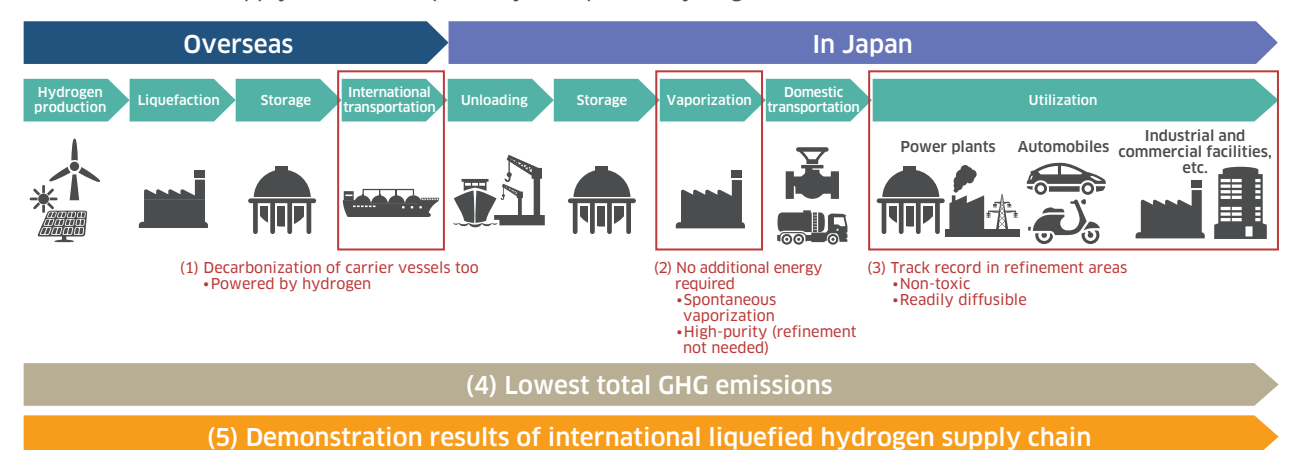 Overseas
In Japan
Hydrogen
production
Liquefaction
Storage
International
transportation
Unloading
Storage
Vaporization
Domestic
transportation
Utilization
Power plants
Automobiles
Industrial and
commercial facilities,
etc.
(1) Decarbonization of carrier vessels too
•Powered by hydrogen
(2) No additional energy
required
•Spontaneous
vaporization
•High-purity (refinement
not needed)
(3) Track record in refinement areas
•Non-toxic
•Readily diffusible
(4) Lowest total GHG emissions
(5) Demonstration results of international liquefied hydrogen supply chain